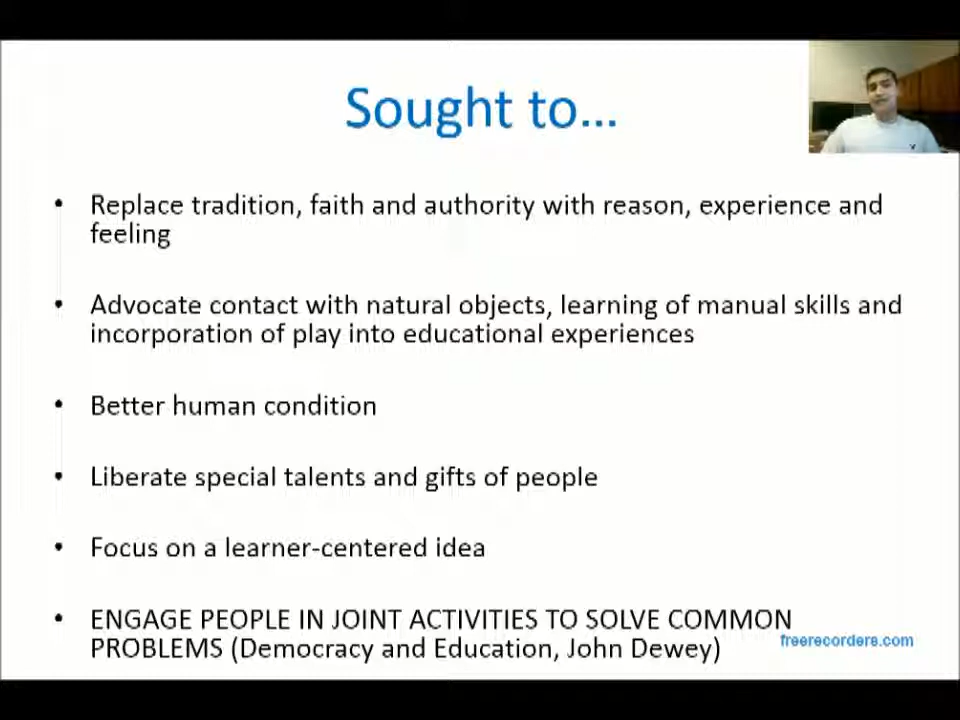 Sought to...
• Replace tradition, faith and authority with reason, experience and
feeling
• Advocate contact with natural objects, learning of manual skills and
incorporation of play into educational experiences
• Better human condition
• Liberate special talents and gifts of people
• Focus on a learner-centered idea
• ENGAGE PEOPLE IN JOINT ACTIVITIES TO SOLVE COMMON
PROBLEMS (Democracy and Education, John Dewey)
freerecorders.com